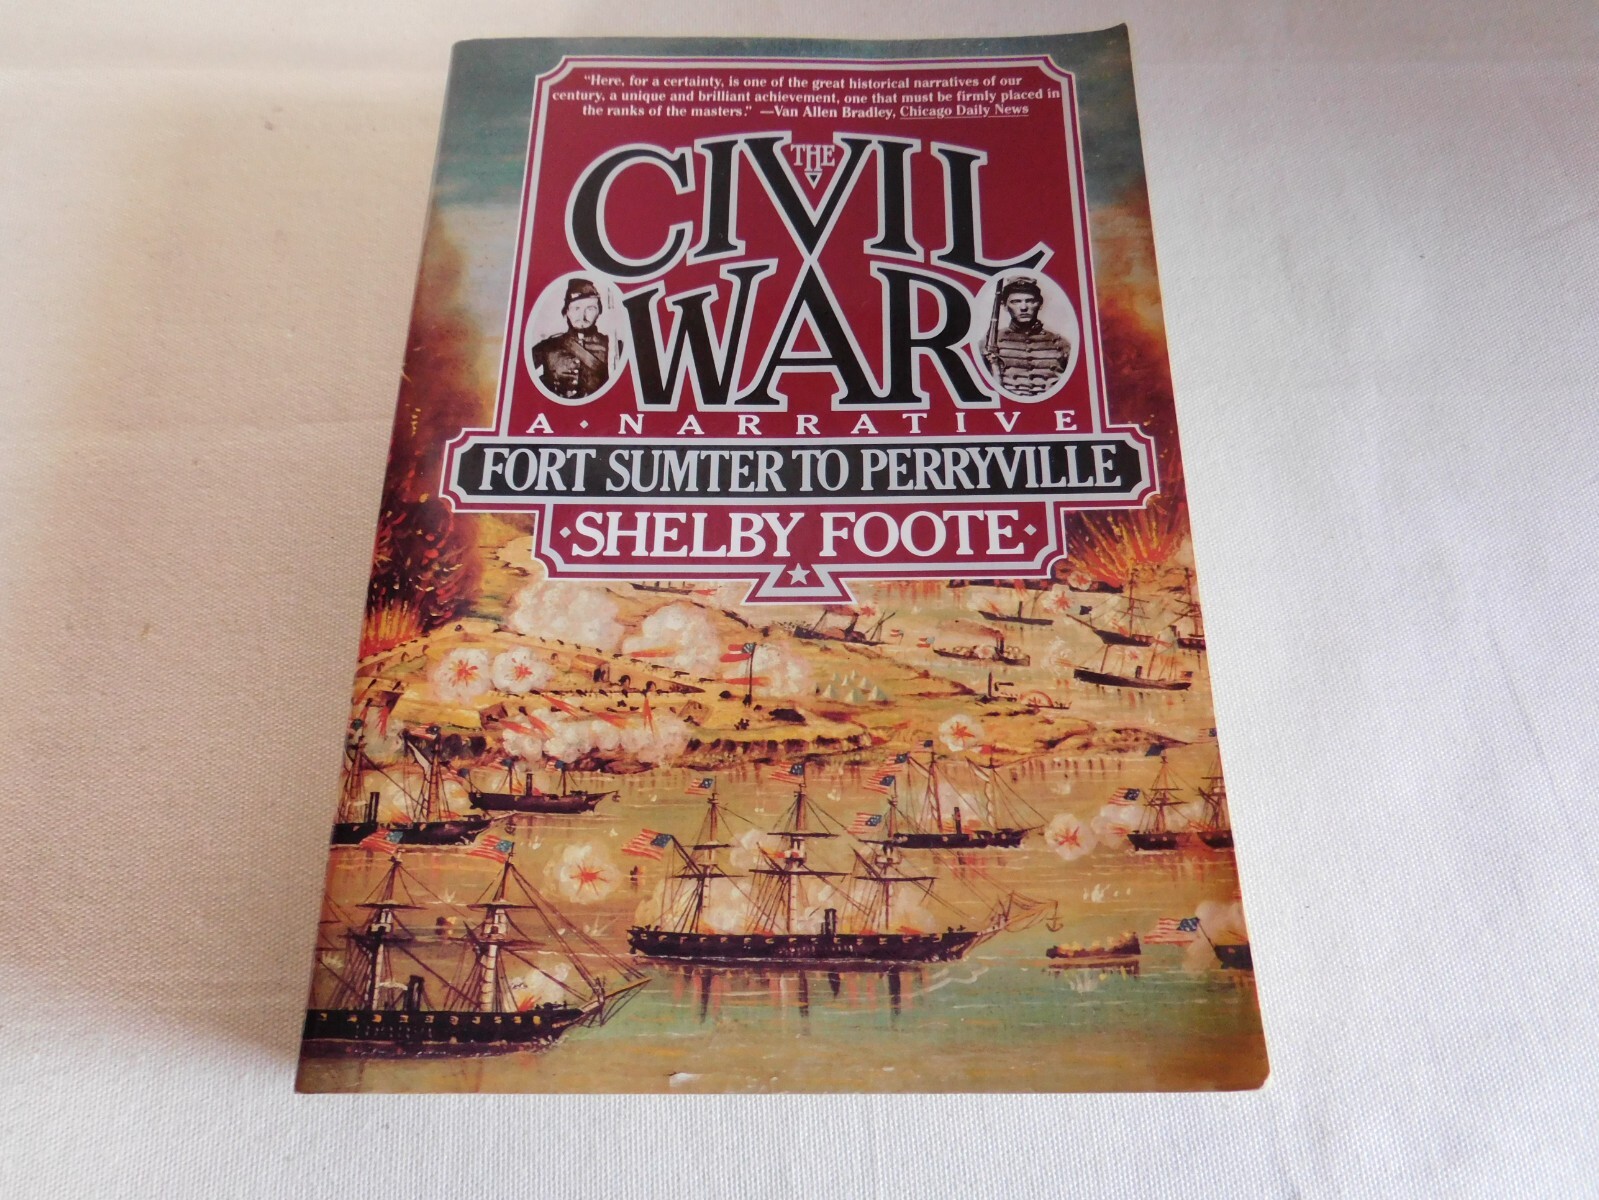 "Here, for a certainty, is one of the great historical narratives of our
century, a unique and brilliant achievement, one that must be firmly placed in
the ranks of the masters." —Van Allen Bradley, Chicago Daily News
THE
CIVIL
WAR
A · NARRATIVE
FORT SUMTER TO PERRYVILLE
·SHELBY FOOTE·